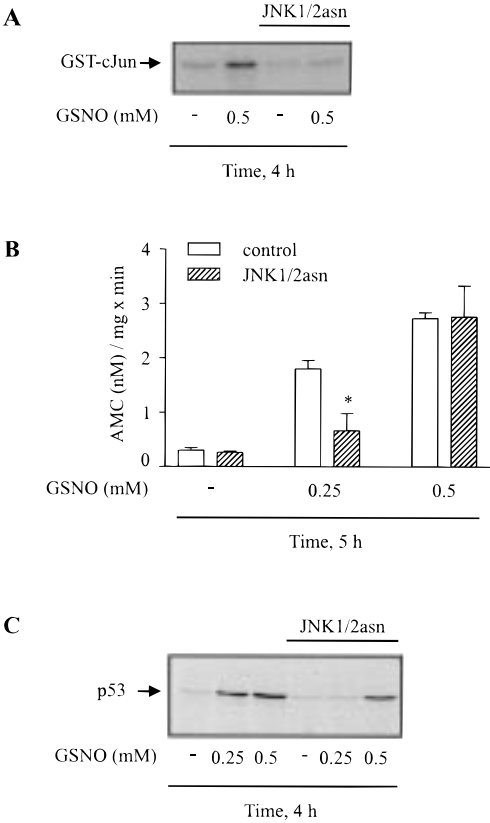 A
JNK1/2asn
GST-cJun
GSNO (mM) - 0.5 - 0.5
Time, 4 h
B
4
control
JNK1/2asn
3
2
1
0
AMC (nM) / mg x min
*
GSNO (mM) - 0.25 0.5
Time, 5 h
C
JNK1/2asn
p53
GSNO (mM) - 0.25 0.5 - 0.25 0.5
Time, 4 h